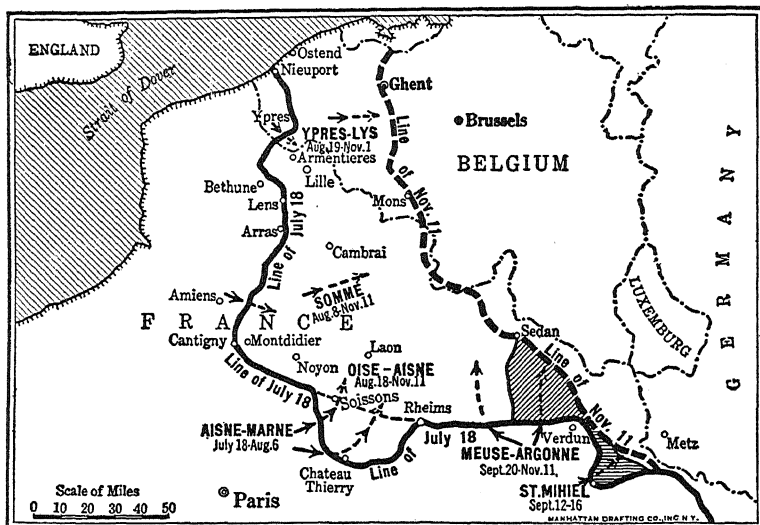 ENGLAND
Strait of Dover
Ostend
Nieuport
Ghent
Ypres
YPRES-LYS
Aug.19-Nov.1
Armentieres
Lille
Brussels
BELGIUM
Bethune
Lens
Arras
Line of July 18
Mons
Line of Nov. 11
GERMANY
Cambrai
Amiens
SOMME
Aug.8-Nov.11
FRANCE
LUXEMBURG
Cantigny
Montdidier
Sedan
Laon
Noyon
OISE-AISNE
Aug.18-Nov.11
Line of July 18
Soissons
Rheims
Line of Nov. 11
AISNE-MARNE
July 18-Aug.6
Line of July 18
Verdun
Metz
MEUSE-ARGONNE
Sept.20-Nov.11,
Chateau
Thierry
ST.MIHIEL
Sept.12-16
Scale of Miles
0 10 20 30 40 50
Paris
MANHATTAN DRAFTING CO., INC N.Y.